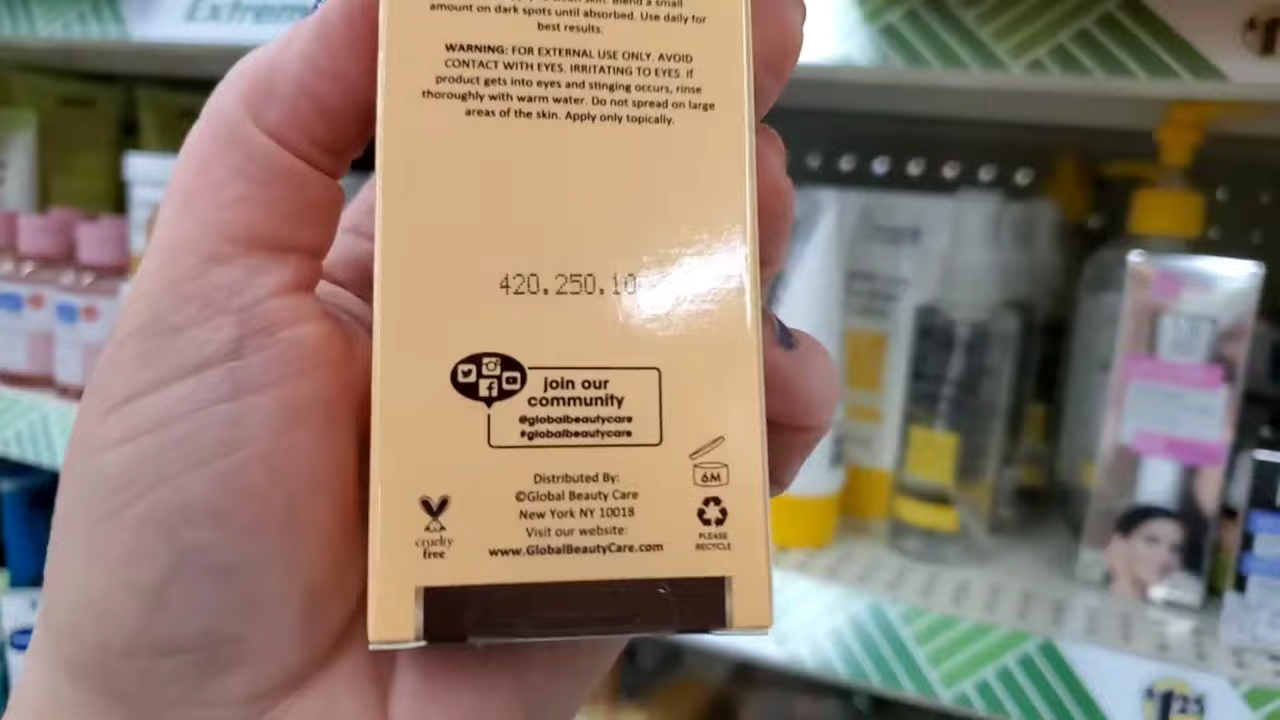 Extrem
amount on dark spots until absorbed. Use daily for
best results.
WARNING: FOR EXTERNAL USE ONLY. AVOID
CONTACT WITH EYES. IRRITATING TO EYES. If
product gets into eyes and stinging occurs, rinse
thoroughly with warm water. Do not spread on large
areas of the skin. Apply only topically.
420.250.10
join our
community
@globalbeautycare
#globalbeautycare
6M
Distributed By:
©Global Beauty Care
New York NY 10018
Visit our website:
www.GlobalBeautyCare.com
cruelty
free
PLEASE
RECYCLE
$1.25